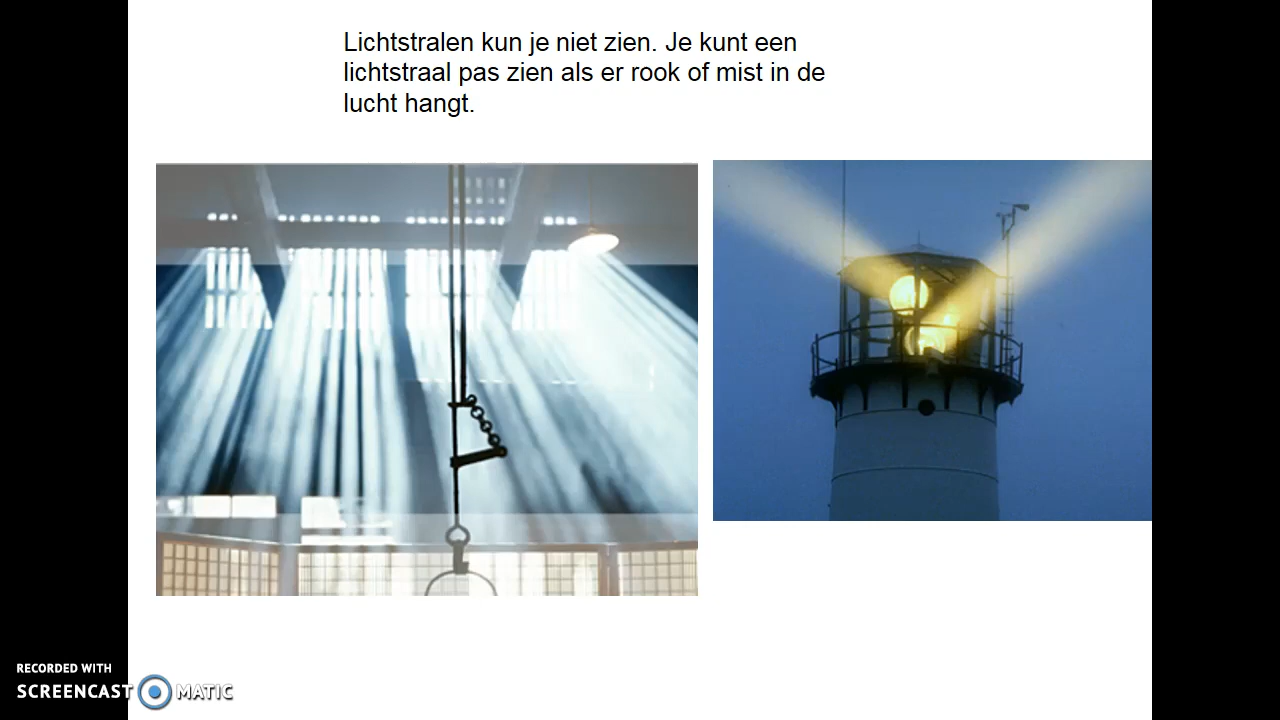 Lichtstralen kun je niet zien. Je kunt een
lichtstraal pas zien als er rook of mist in de
lucht hangt.
RECORDED WITH
SCREENCAST MATIC